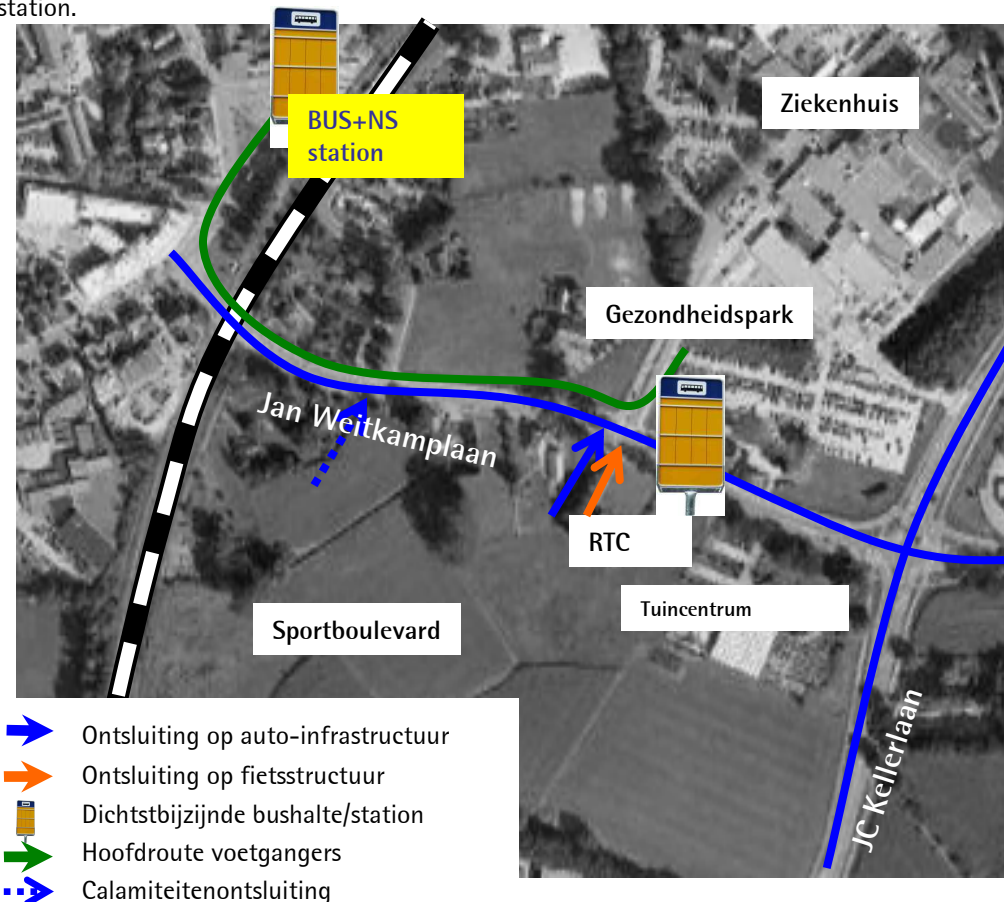 station.
BUS+NS
station
Ziekenhuis
Gezondheidspark
Jan Weitkamplaan
RTC
Tuincentrum
Sportboulevard
JC Kellerlaan
Ontsluiting op auto-infrastructuur
Ontsluiting op fietsstructuur
Dichtstbijzijnde bushalte/station
Hoofdroute voetgangers
Calamiteitenontsluiting